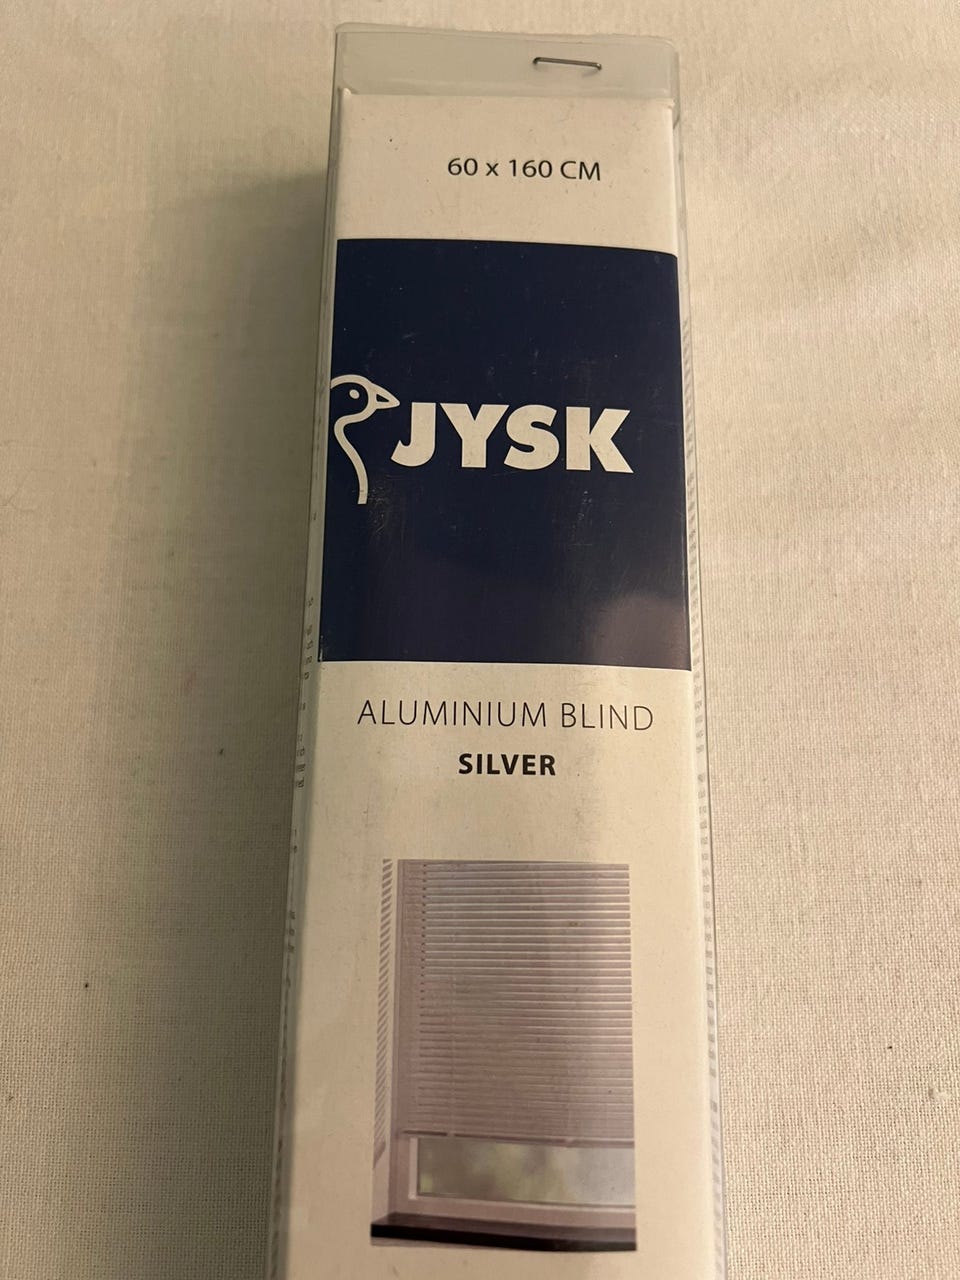 60 x 160 CM
JYSK
ALUMINIUM BLIND
SILVER